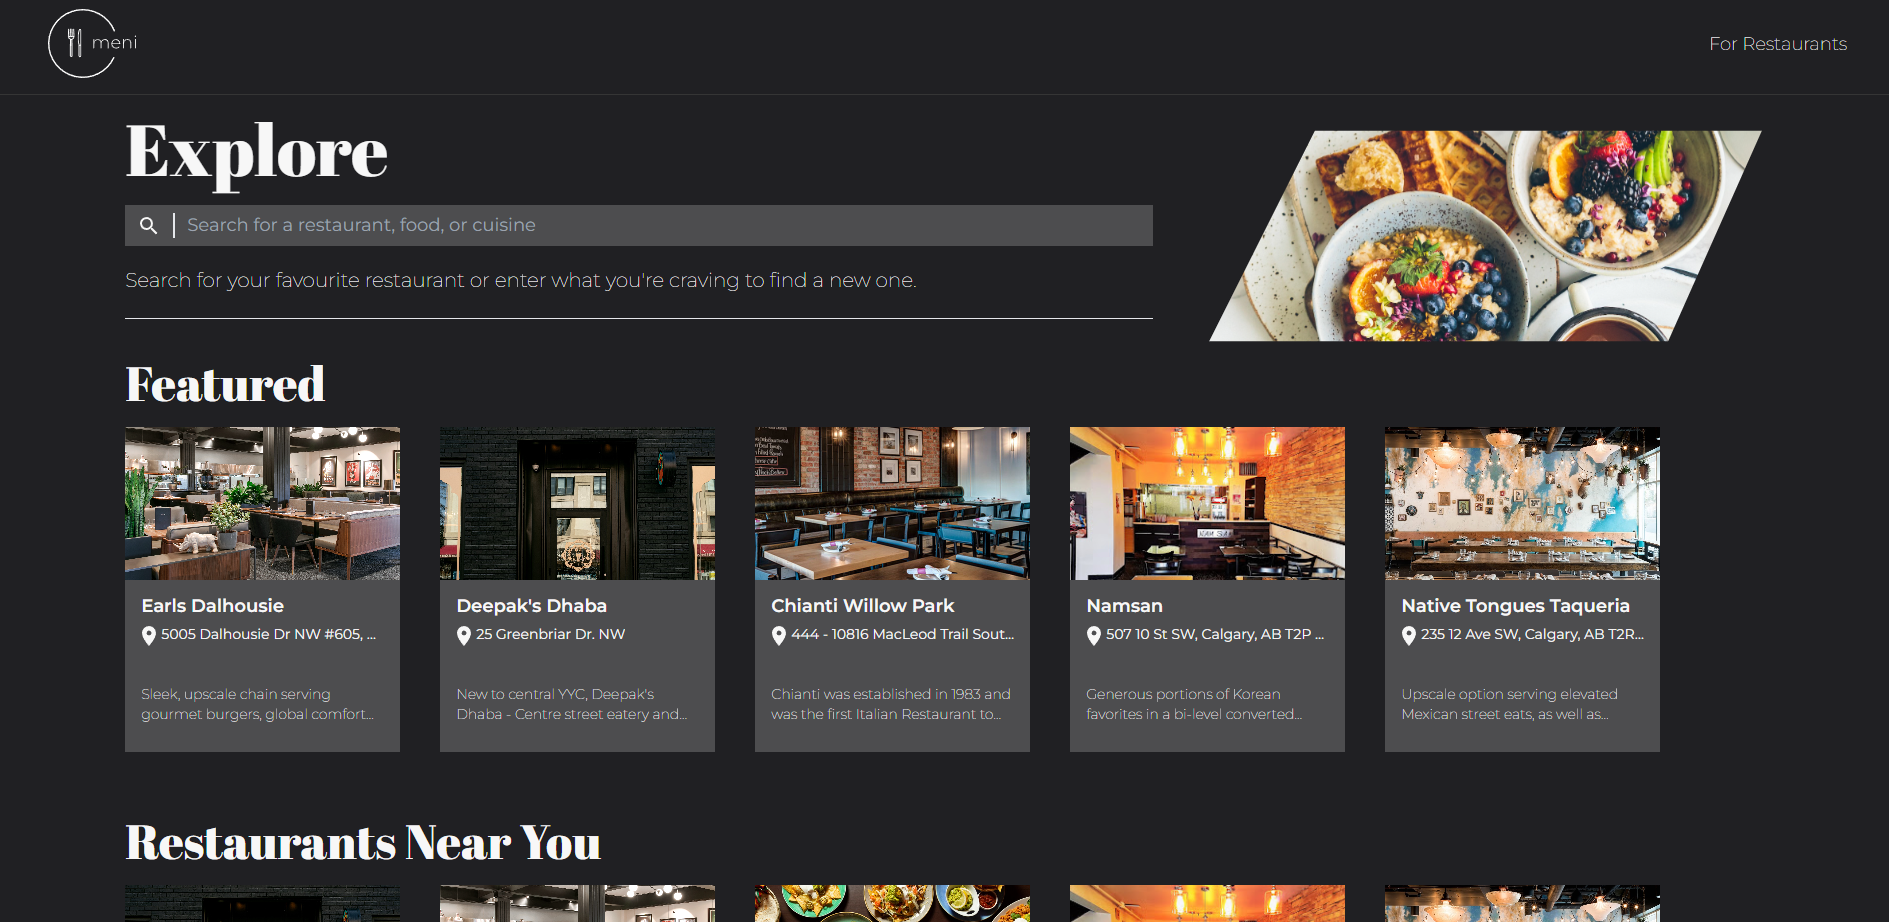 meni
For Restaurants
Explore
Search for a restaurant, food, or cuisine
Search for your favourite restaurant or enter what you're craving to find a new one.
Featured
Earls Dalhousie
5005 Dalhousie Dr NW #605, ...
Sleek, upscale chain serving
gourmet burgers, global comfort...
Deepak's Dhaba
25 Greenbriar Dr. NW
New to central YYC, Deepak's
Dhaba - Centre street eatery and...
Chianti Willow Park
444 - 10816 MacLeod Trail Sout...
Chianti was established in 1983 and
was the first Italian Restaurant to...
NAMSAN
Namsan
507 10 St SW, Calgary, AB T2P ...
Generous portions of Korean
favorites in a bi-level converted...
Native Tongues Taqueria
235 12 Ave SW, Calgary, AB T2R...
Upscale option serving elevated
Mexican street eats, as well as...
Restaurants Near You